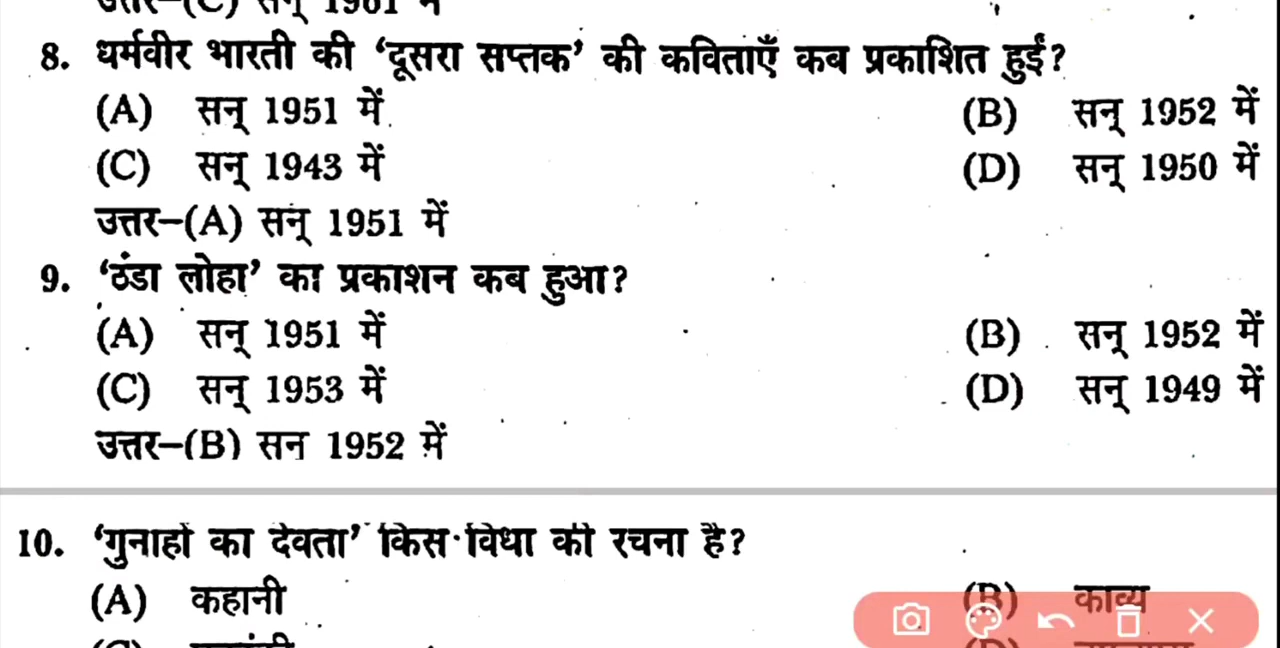 8. धर्मवीर भारती की ‘दूसरा सप्तक’ की कविताएँ कब प्रकाशित हुईं?
(A) सन् 1951 में (B) सन् 1952 में
(C) सन् 1943 में (D) सन् 1950 में
उत्तर–(A) सन् 1951 में
9. ‘ठंडा लोहा’ का प्रकाशन कब हुआ?
(A) सन् 1951 में (B) सन् 1952 में
(C) सन् 1953 में (D) सन् 1949 में
उत्तर–(B) सन 1952 में
10. ‘गुनाहों का देवता’ किस विधा की रचना है?
(A) कहानी (B) काव्य